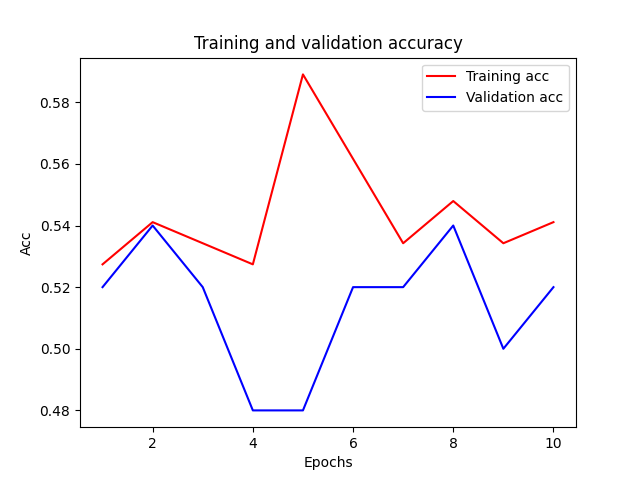 Training and validation accuracy
Training acc
Validation acc
0.58
0.56
0.54
0.52
0.50
0.48
Acc
2
4
6
8
10
Epochs